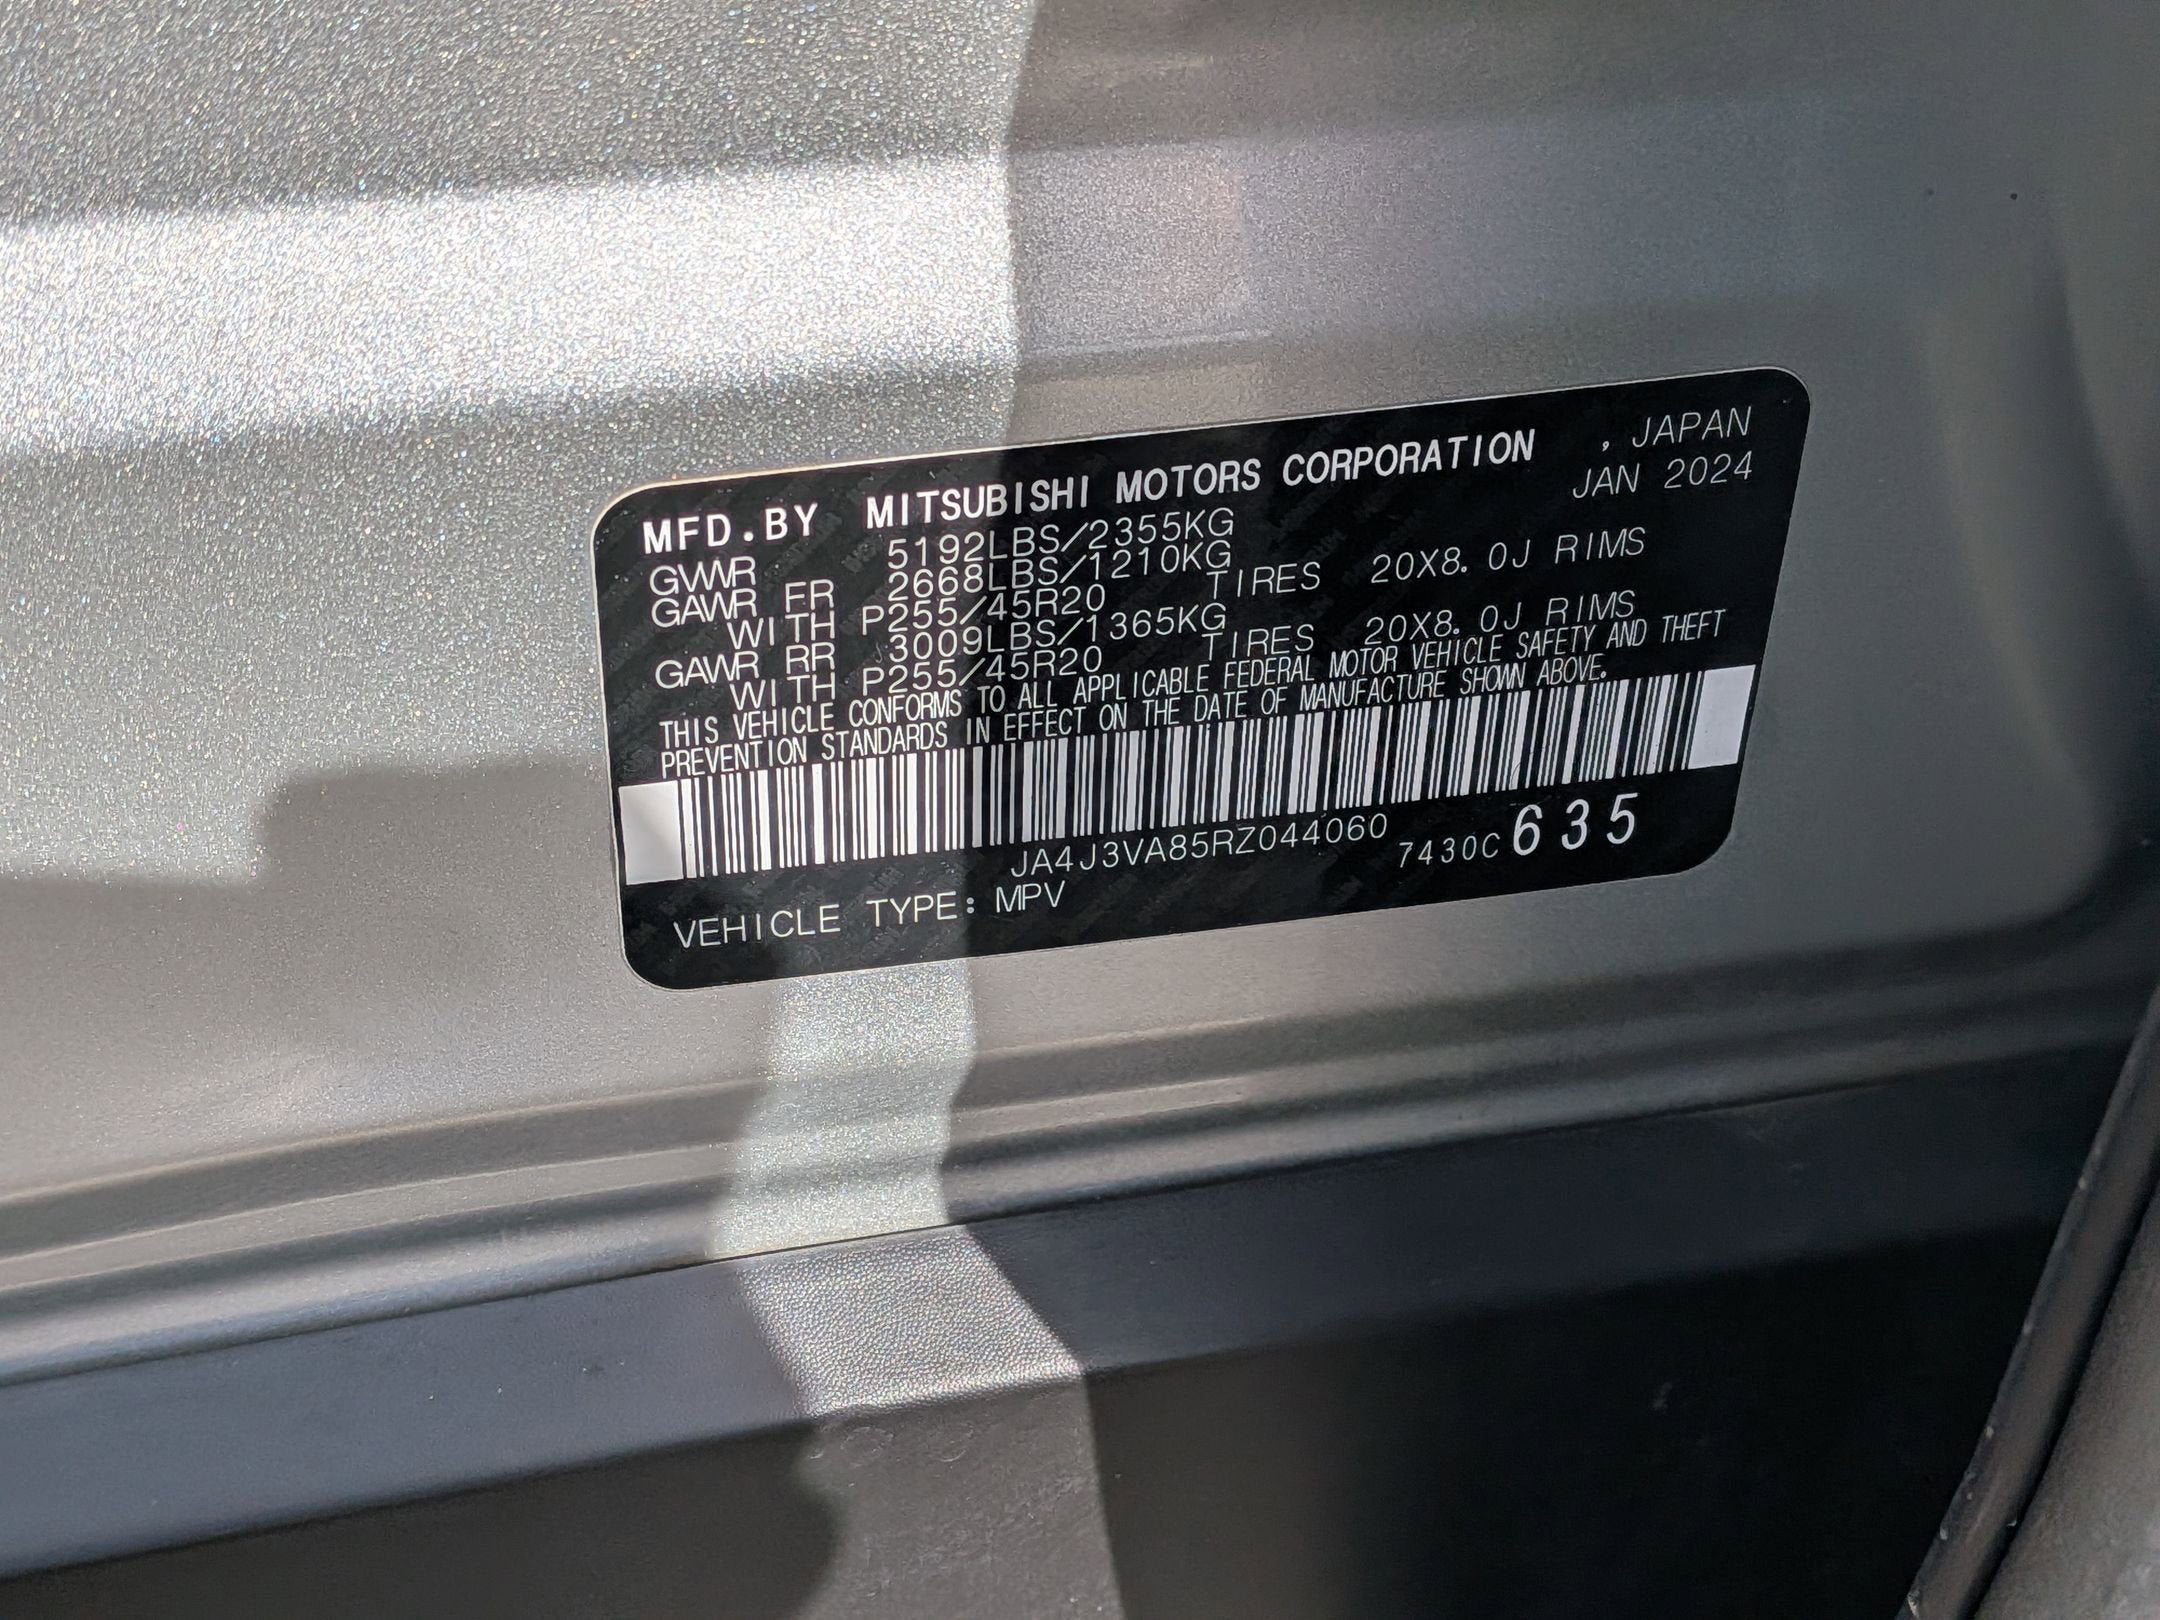 MFD.BY MITSUBISHI MOTORS CORPORATION , JAPAN
JAN 2024
GVWR 5192LBS/2355KG
GAWR FR 2668LBS/1210KG
WITH P255/45R20 TIRES 20X8.0J RIMS
GAWR RR 3009LBS/1365KG
WITH P255/45R20 TIRES 20X8.0J RIMS
THIS VEHICLE CONFORMS TO ALL APPLICABLE FEDERAL MOTOR VEHICLE SAFETY AND THEFT
PREVENTION STANDARDS IN EFFECT ON THE DATE OF MANUFACTURE SHOWN ABOVE.
JA4J3VA85RZ044060 7430C 635
VEHICLE TYPE: MPV